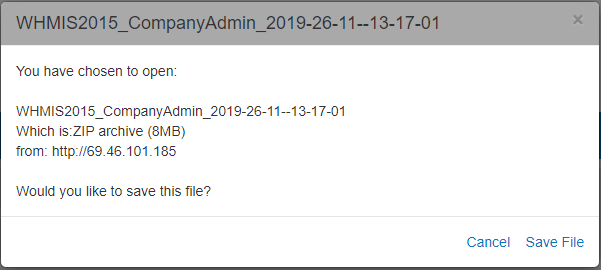 WHMIS2015_CompanyAdmin_2019-26-11--13-17-01 ×
You have chosen to open:
WHMIS2015_CompanyAdmin_2019-26-11--13-17-01
Which is:ZIP archive (8MB)
from: http://69.46.101.185
Would you like to save this file?
Cancel Save File